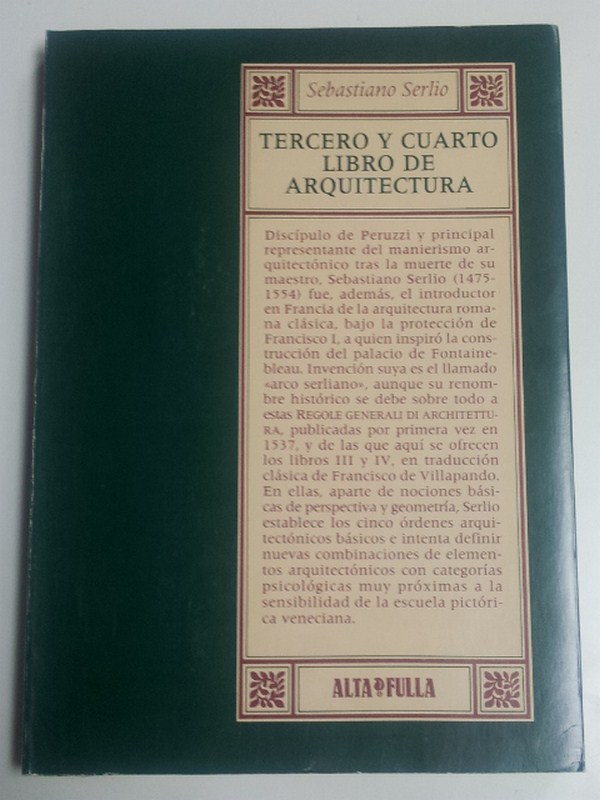 Sebastiano Serlio
TERCERO Y CUARTO
LIBRO DE
ARQUITECTURA
Discípulo de Peruzzi y principal
representante del manierismo ar-
quitectónico tras la muerte de su
maestro, Sebastiano Serlio (1475-
1554) fue, además, el introductor
en Francia de la arquitectura roma-
na clásica, bajo la protección de
Francisco I, a quien inspiró la cons-
trucción del palacio de Fontaine-
bleau. Invención suya es el llamado
«arco serliano», aunque su renom-
bre histórico se debe sobre todo a
estas REGOLE GENERALI DI ARCHITETTU-
RA, publicadas por primera vez en
1537, y de las que aquí se ofrecen
los libros III y IV, en traducción
clásica de Francisco de Villapando.
En ellas, aparte de nociones bási-
cas de perspectiva y geometría, Serlio
establece los cinco órdenes arqui-
tectónicos básicos e intenta definir
nuevas combinaciones de elemen-
tos arquitectónicos con categorías
psicológicas muy próximas a la
sensibilidad de la escuela pictóri-
ca veneciana.
ALTA FULLA